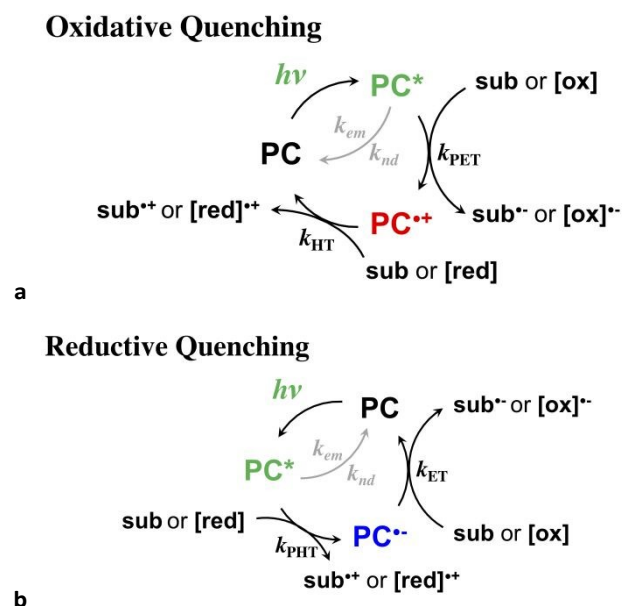 Oxidative Quenching
hν
PC*
sub or [ox]
k_em
k_nd
PC
k_PET
sub•+ or [red]•+
PC•+
sub•- or [ox]•-
k_HT
sub or [red]
a
Reductive Quenching
hν
PC
sub•- or [ox]•-
k_em
PC*
k_nd
k_ET
sub or [red]
PC•-
sub or [ox]
k_PHT
sub•+ or [red]•+
b